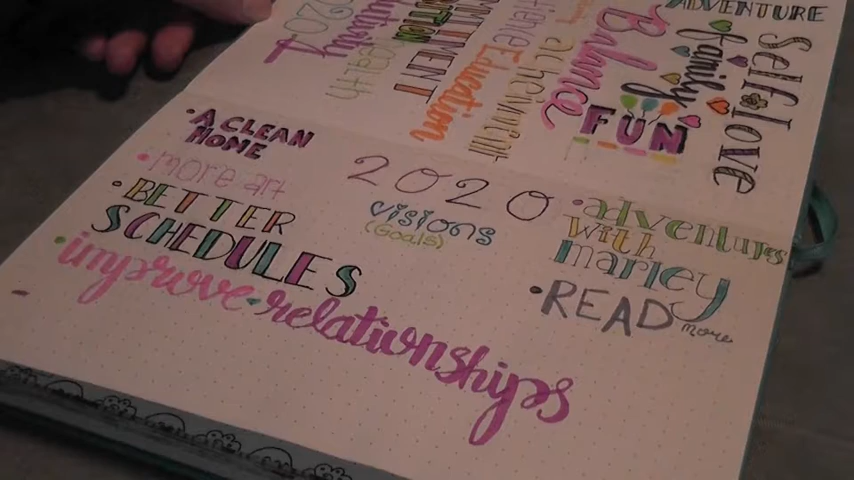 ADVENTURE
COMMITMENT
Education
achievement
Balance
family
Self love
FUN
health
• A CLEAN
HOME
• more art
• BETTER
SCHEDULES
• improve relationships
2020
visions
(Goals)
• adventures
with
marley
• READ
more